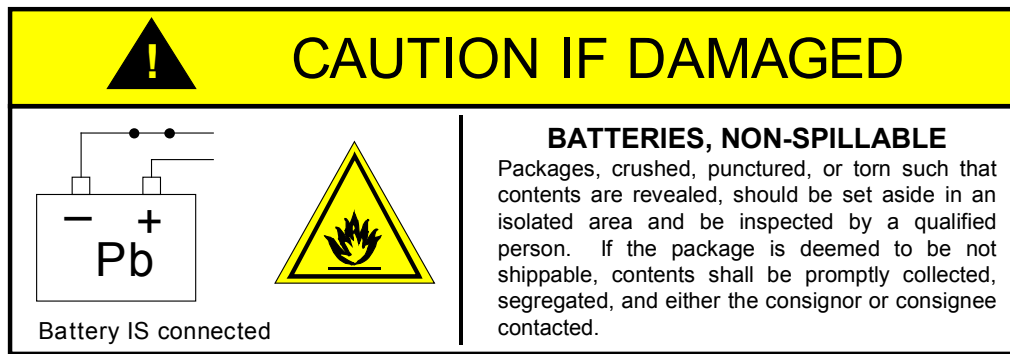 !
CAUTION IF DAMAGED
− +
Pb
Battery IS connected
BATTERIES, NON-SPILLABLE
Packages, crushed, punctured, or torn such that
contents are revealed, should be set aside in an
isolated area and be inspected by a qualified
person. If the package is deemed to be not
shippable, contents shall be promptly collected,
segregated, and either the consignor or consignee
contacted.